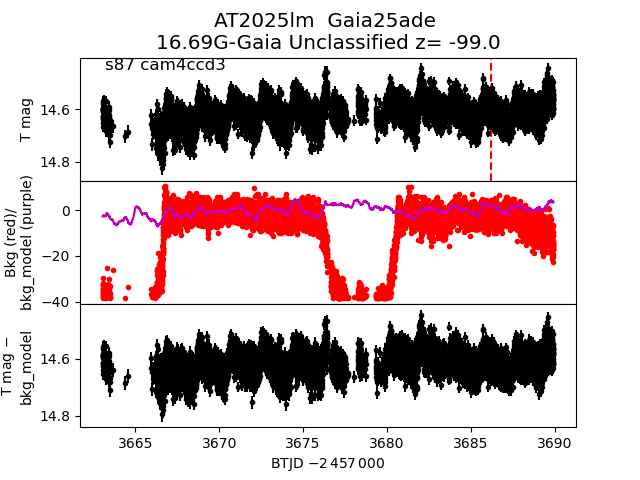 AT2025lm  Gaia25ade
16.69G-Gaia Unclassified z= -99.0
s87 cam4ccd3
T mag
14.6
14.8
Bkg (red)/
bkg_model (purple)
0
−20
−40
T mag −
bkg_model
14.6
14.8
3665 3670 3675 3680 3685 3690
BTJD −2 457 000